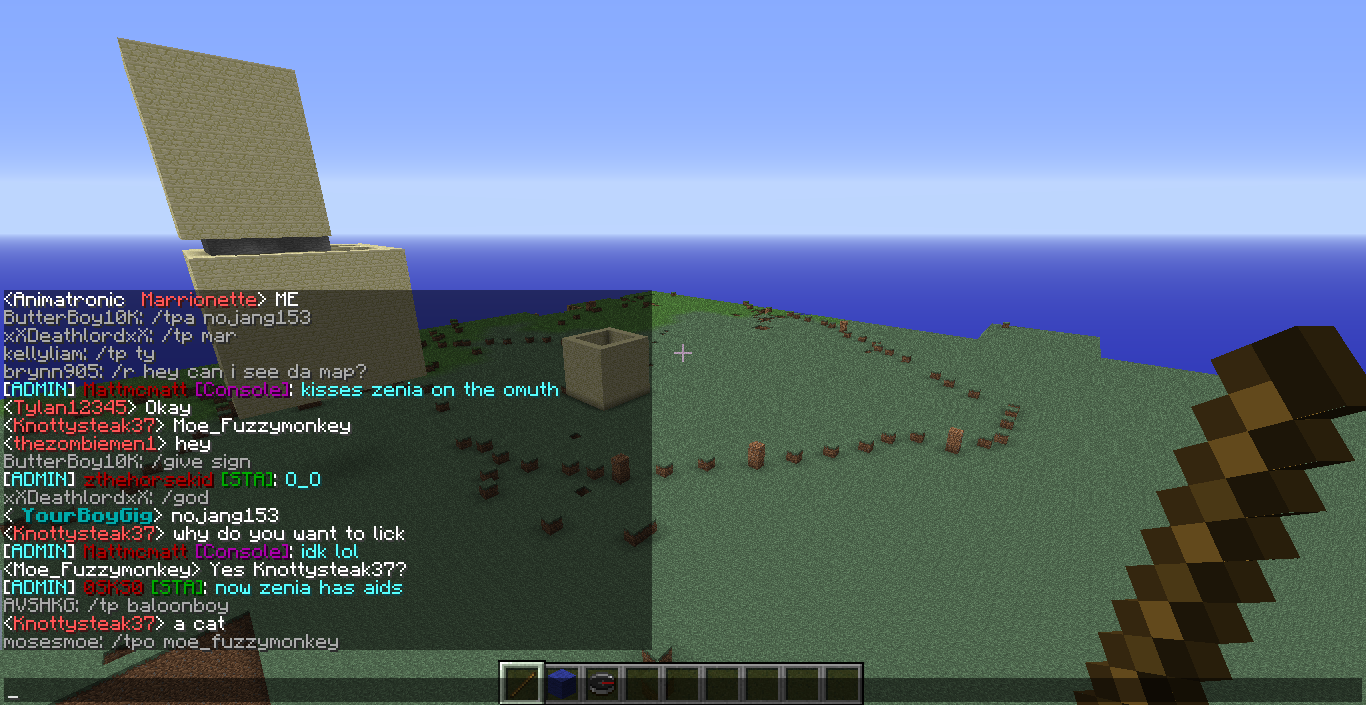 <Animatronic Marrionette> ME
ButterBoy10K: /tpa nojang153
xXDeathlordxX: /tp mar
kellyliam: /tp ty
brynn905: /r hey can i see da map?
[ADMIN] Mattmcmatt [Console]: kisses zenia on the omuth
<Tylan12345> Okay
<Knottysteak37> Moe_Fuzzymonkey
<thezombiemen1> hey
ButterBoy10K: /give sign
[ADMIN] zthehorsekid [STA]: O_O
xXDeathlordxX: /god
< YourBoyGig> nojang153
<Knottysteak37> why do you want to lick
[ADMIN] Mattmcmatt [Console]: idk lol
<Moe_Fuzzymonkey> Yes Knottysteak37?
[ADMIN] 05K50 [STA]: now zenia has aids
AVSHKG: /tp baloonboy
<Knottysteak37> a cat
mosesmoe: /tpo moe_fuzzymonkey
_